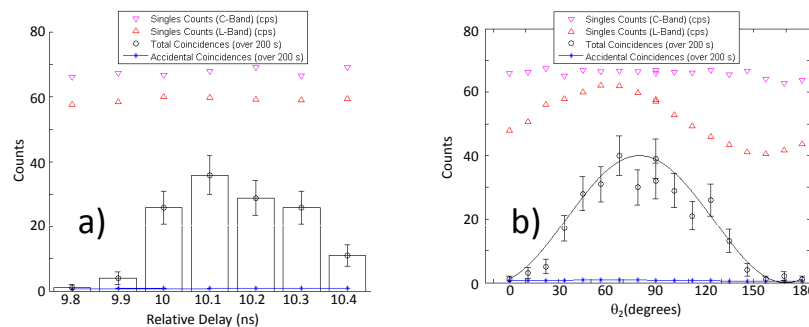 Singles Counts (C-Band) (cps)
Singles Counts (L-Band) (cps)
Total Coincidences (over 200 s)
Accidental Coincidences (over 200 s)
80
60
40
20
0
Counts
a)
9.8 9.9 10 10.1 10.2 10.3 10.4
Relative Delay (ns)
Singles Counts (C-Band) (cps)
Singles Counts (L-Band) (cps)
Total Coincidences (over 200 s)
Accidental Coincidences (over 200 s)
80
60
40
20
0
Counts
b)
0 30 60 90 120 150 180
θ2(degrees)